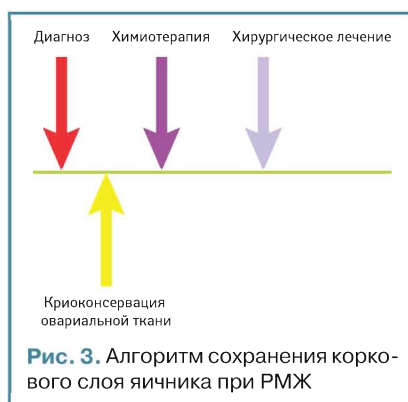 Диагноз Химиотерапия Хирургическое лечение
Криоконсервация
овариальной ткани
Рис. 3. Алгоритм сохранения корко-
вого слоя яичника при РМЖ